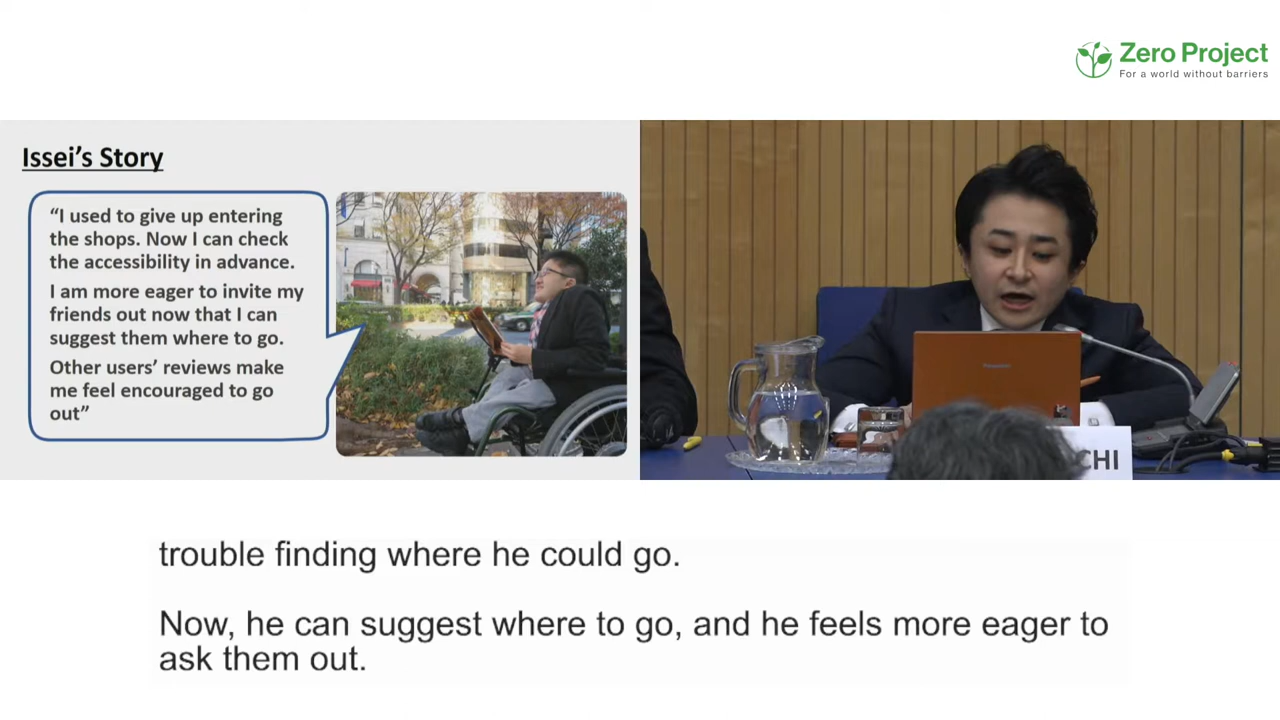 Zero Project
For a world without barriers
Issei's Story
“I used to give up entering
the shops. Now I can check
the accessibility in advance.
I am more eager to invite my
friends out now that I can
suggest them where to go.
Other users’ reviews make
me feel encouraged to go
out”
Panasonic
CHI
trouble finding where he could go.
Now, he can suggest where to go, and he feels more eager to
ask them out.